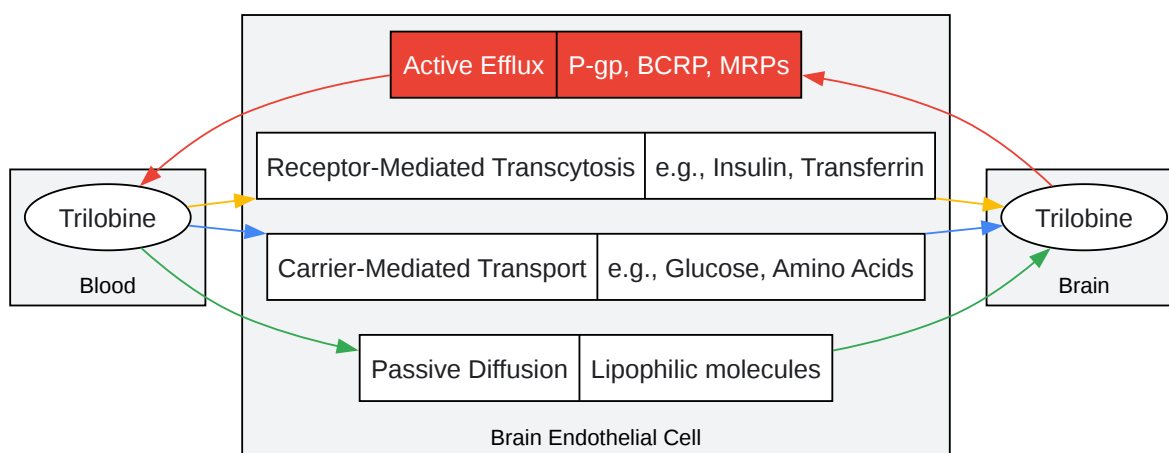 Active Efflux
P-gp, BCRP, MRPs
Receptor-Mediated Transcytosis
e.g., Insulin, Transferrin
Trilobine
Trilobine
Carrier-Mediated Transport
e.g., Glucose, Amino Acids
Blood
Brain
Passive Diffusion
Lipophilic molecules
Brain Endothelial Cell